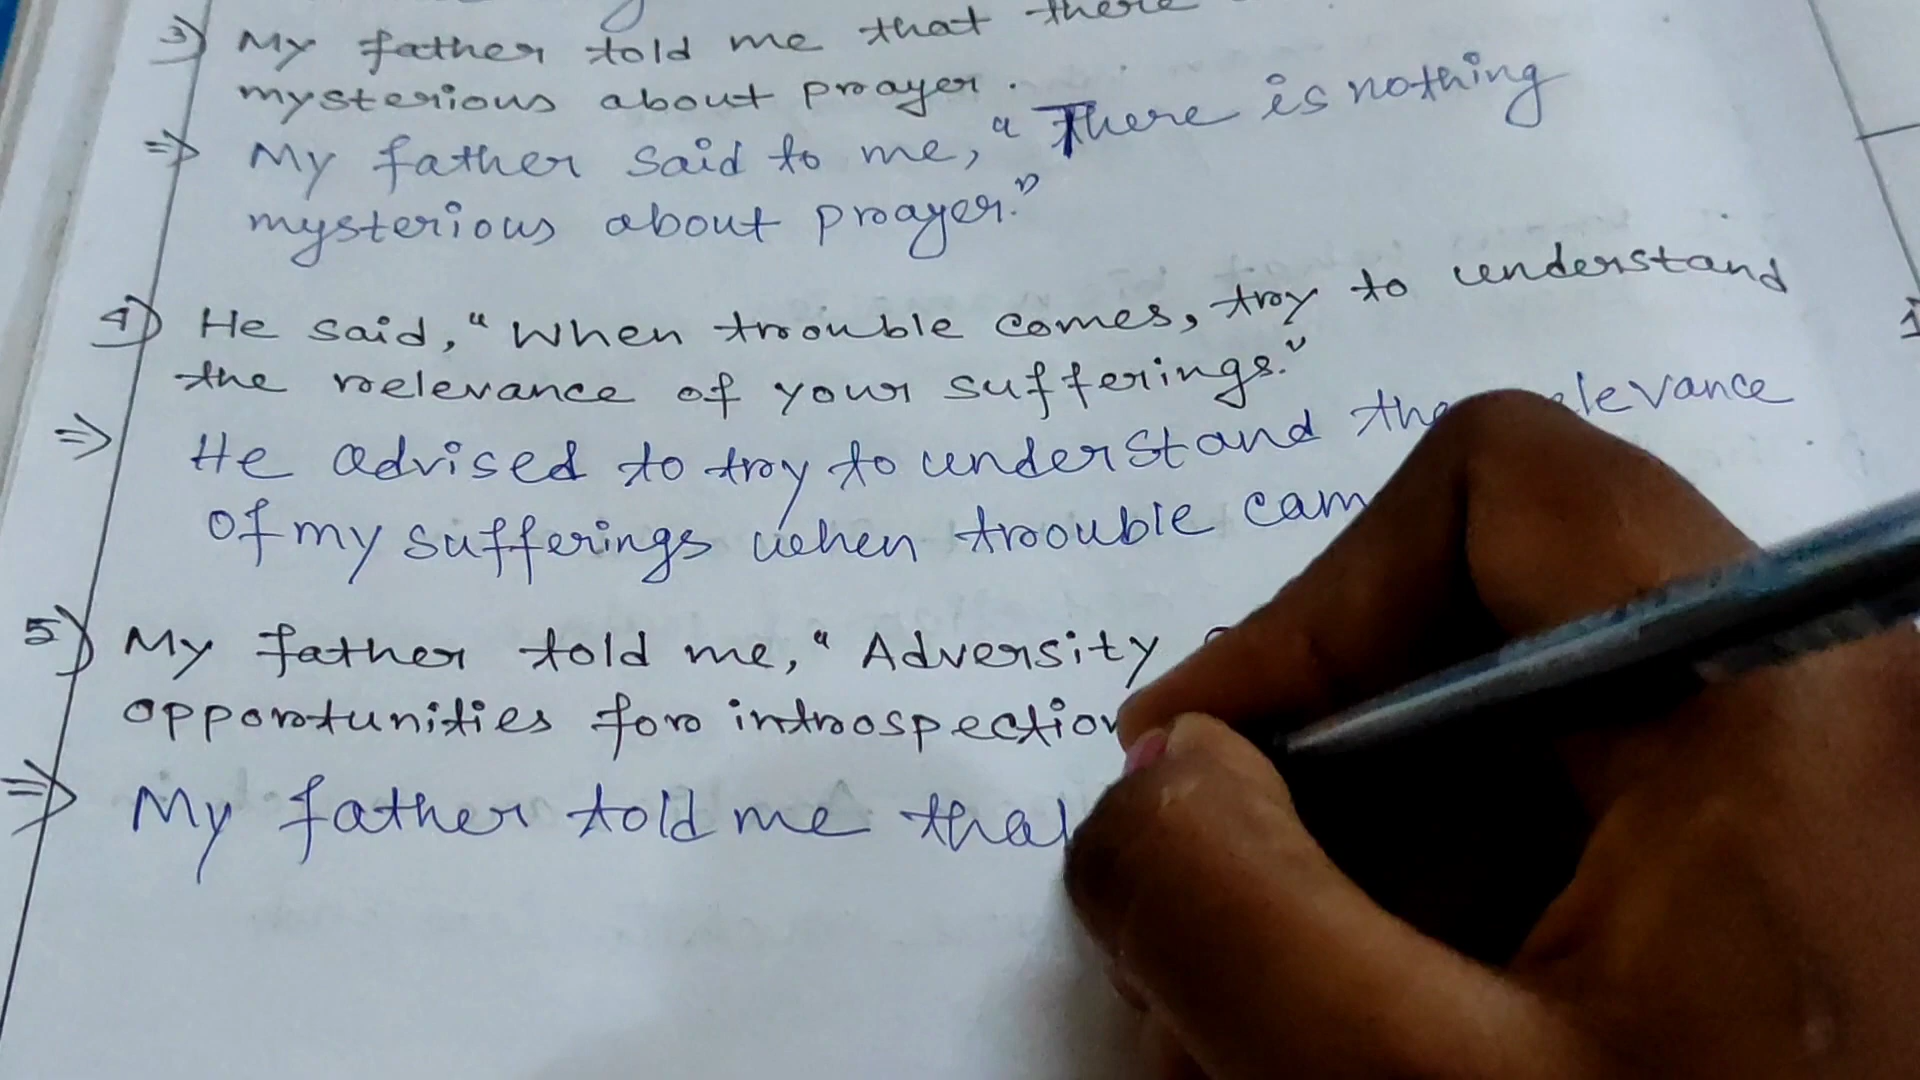 3) My father told me that there
mysterious about prayer.
=> My father said to me, "There is nothing
mysterious about prayer."
4) He said, "When trouble comes, try to understand
the relevance of your sufferings."
=> He advised to try to understand the relevance
of my sufferings when trouble cam
5) My father told me, "Adversity
opportunities for introspection
=> My father told me that